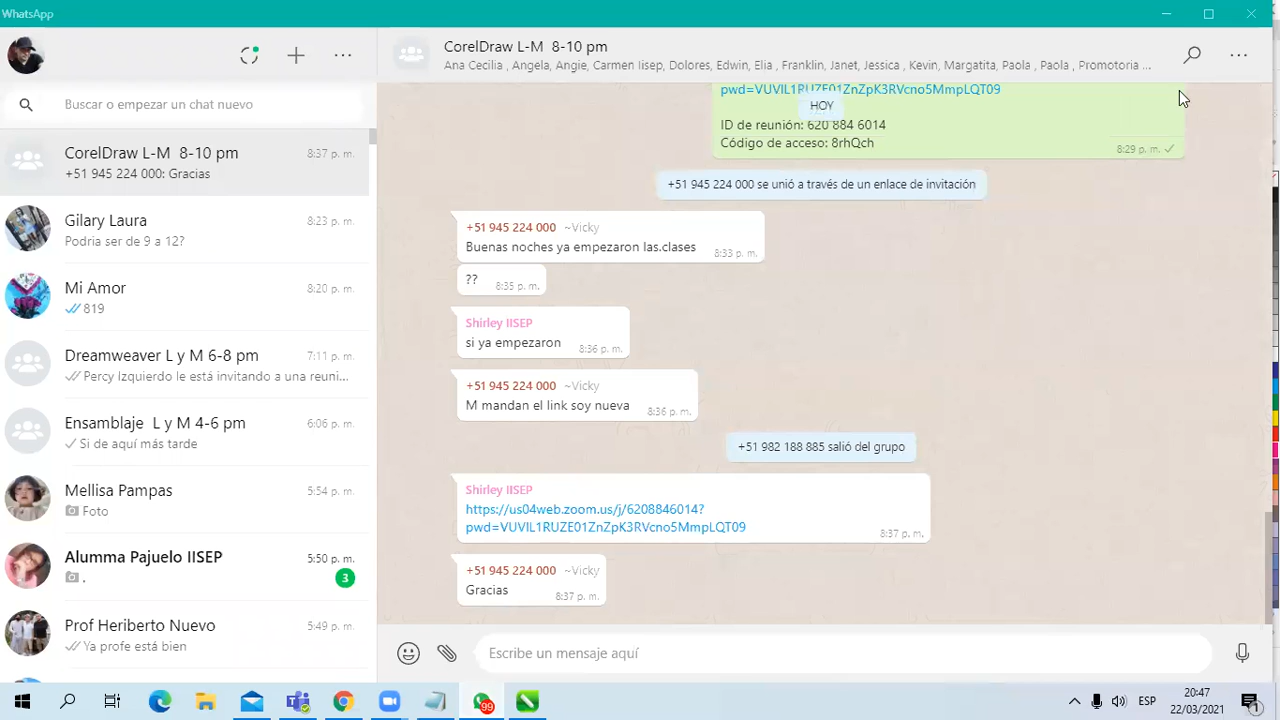 WhatsApp
Buscar o empezar un chat nuevo
CorelDraw L-M 8-10 pm
8:37 p. m.
+51 945 224 000: Gracias
Gilary Laura
8:23 p. m.
Podria ser de 9 a 12?
Mi Amor
8:20 p. m.
819
Dreamweaver L y M 6-8 pm
7:11 p. m.
Percy Izquierdo le está invitando a una reuni...
Ensamblaje L y M 4-6 pm
6:06 p. m.
Si de aquí más tarde
Mellisa Pampas
5:54 p. m.
Foto
Alumma Pajuelo IISEP
5:50 p. m.
.
3
Prof Heriberto Nuevo
5:49 p. m.
Ya profe está bien
CorelDraw L-M 8-10 pm
Ana Cecilia , Angela, Angie, Carmen Iisep, Dolores, Edwin, Elia , Franklin, Janet, Jessica , Kevin, Margatita, Paola , Paola , Promotoria ...
pwd=VUVIL1RUZE01ZnZpK3RVcno5MmpLQT09
HOY
ID de reunión: 620 884 6014
Código de acceso: 8rhQch
8:29 p. m.
+51 945 224 000 se unió a través de un enlace de invitación
+51 945 224 000 ~Vicky
Buenas noches ya empezaron las.clases
8:33 p. m.
??
8:35 p. m.
Shirley IISEP
si ya empezaron
8:36 p. m.
+51 945 224 000 ~Vicky
M mandan el link soy nueva
8:36 p. m.
+51 982 188 885 salió del grupo
Shirley IISEP
https://us04web.zoom.us/j/6208846014?
pwd=VUVIL1RUZE01ZnZpK3RVcno5MmpLQT09
8:37 p. m.
+51 945 224 000 ~Vicky
Gracias
8:37 p. m.
Escribe un mensaje aquí
99
ESP
20:47
22/03/2021
1